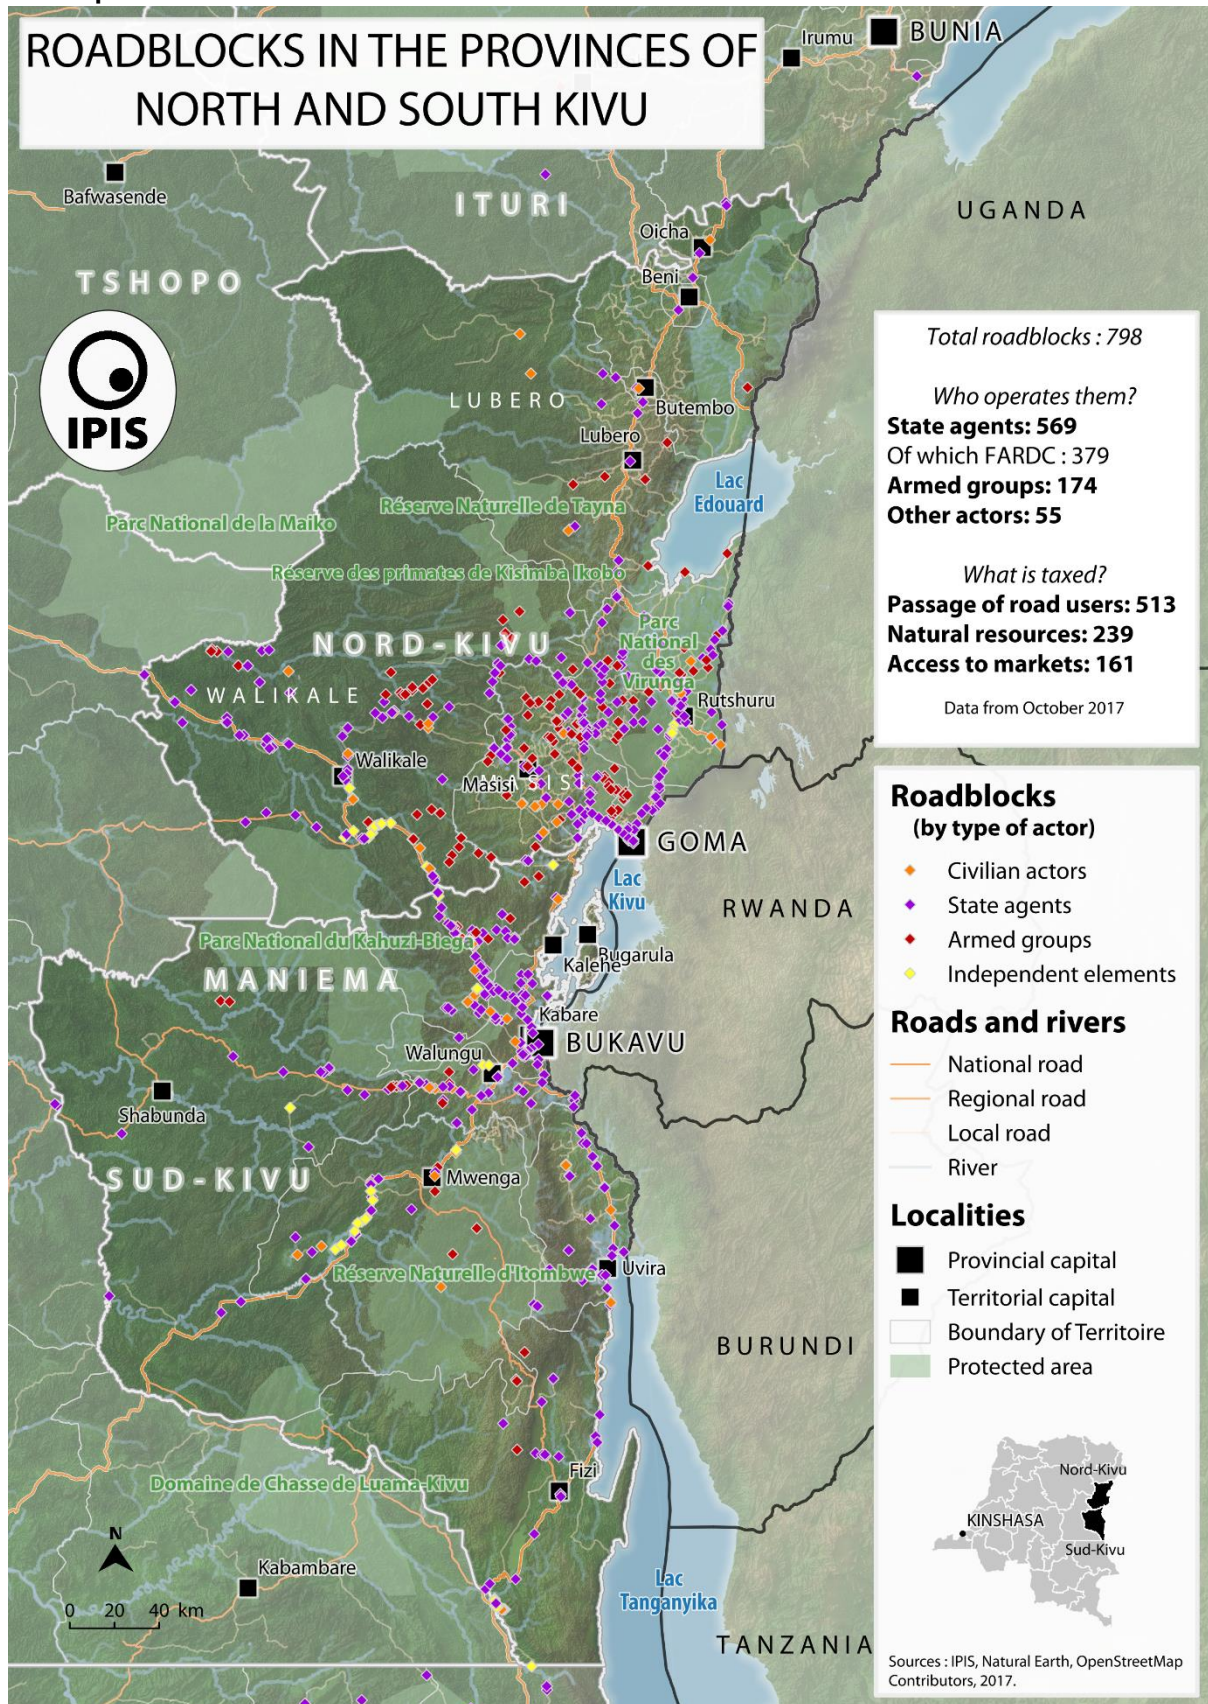 ROADBLOCKS IN THE PROVINCES OF
NORTH AND SOUTH KIVU
Irumu
BUNIA
Bafwasende
ITURI
UGANDA
Oicha
TSHOPO
Beni
IPIS
LUBERO
Butembo
Lubero
Lac
Edouard
Réserve Naturelle de Tayna
Parc National de la Maiko
Réserve des primates de Kisimba Ikobo
NORD-KIVU
Parc
National
des
Virunga
WALIKALE
Rutshuru
Walikale
Masisi
MASISI
GOMA
Lac
Kivu
RWANDA
Parc National du Kahuzi-Biega
Bugarula
Kalehe
MANIEMA
Kabare
BUKAVU
Walungu
Shabunda
SUD-KIVU
Mwenga
Réserve Naturelle d'Itombwe
Uvira
BURUNDI
Domaine de Chasse de Luama-Kivu
Fizi
N
Kabambare
0 20 40 km
Lac
Tanganyika
TANZANIA
Total roadblocks : 798
Who operates them?
State agents: 569
Of which FARDC : 379
Armed groups: 174
Other actors: 55
What is taxed?
Passage of road users: 513
Natural resources: 239
Access to markets: 161
Data from October 2017
Roadblocks
(by type of actor)
Civilian actors
State agents
Armed groups
Independent elements
Roads and rivers
National road
Regional road
Local road
River
Localities
Provincial capital
Territorial capital
Boundary of Territoire
Protected area
Nord-Kivu
KINSHASA
Sud-Kivu
Sources : IPIS, Natural Earth, OpenStreetMap
Contributors, 2017.